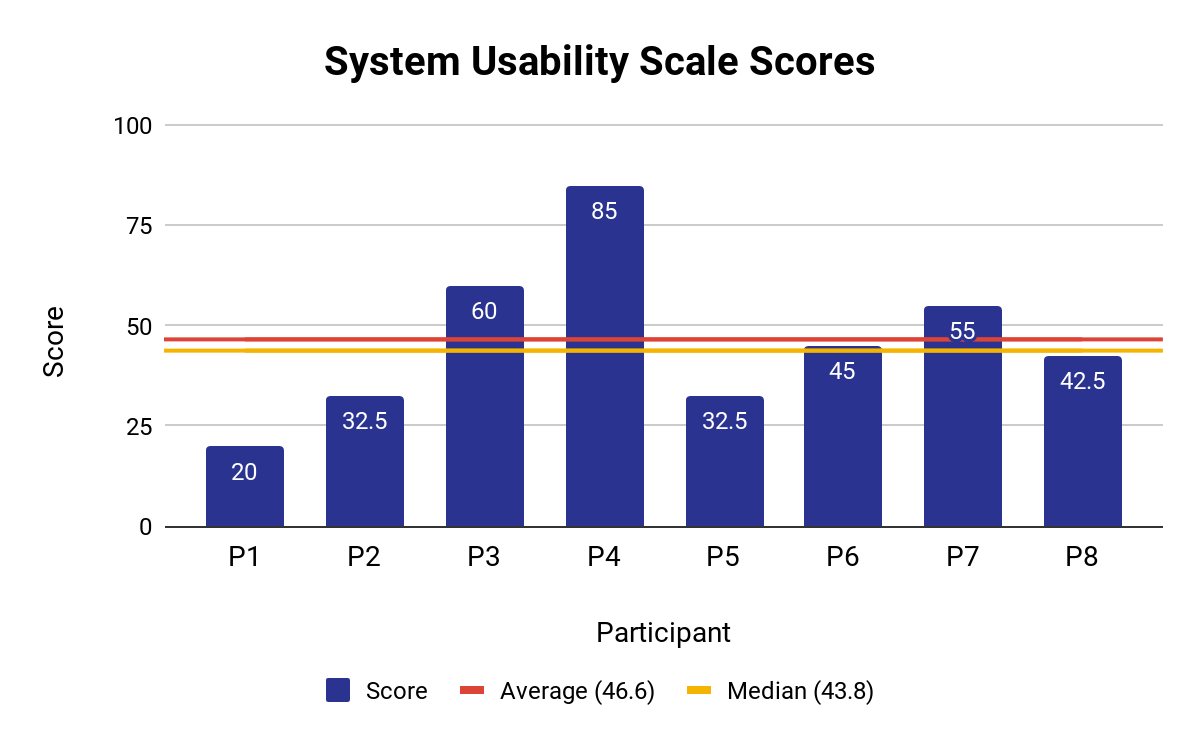 System Usability Scale Scores
100
75
50
25
0
Score
20
32.5
60
85
32.5
45
55
42.5
P1 P2 P3 P4 P5 P6 P7 P8
Participant
Score Average (46.6) Median (43.8)